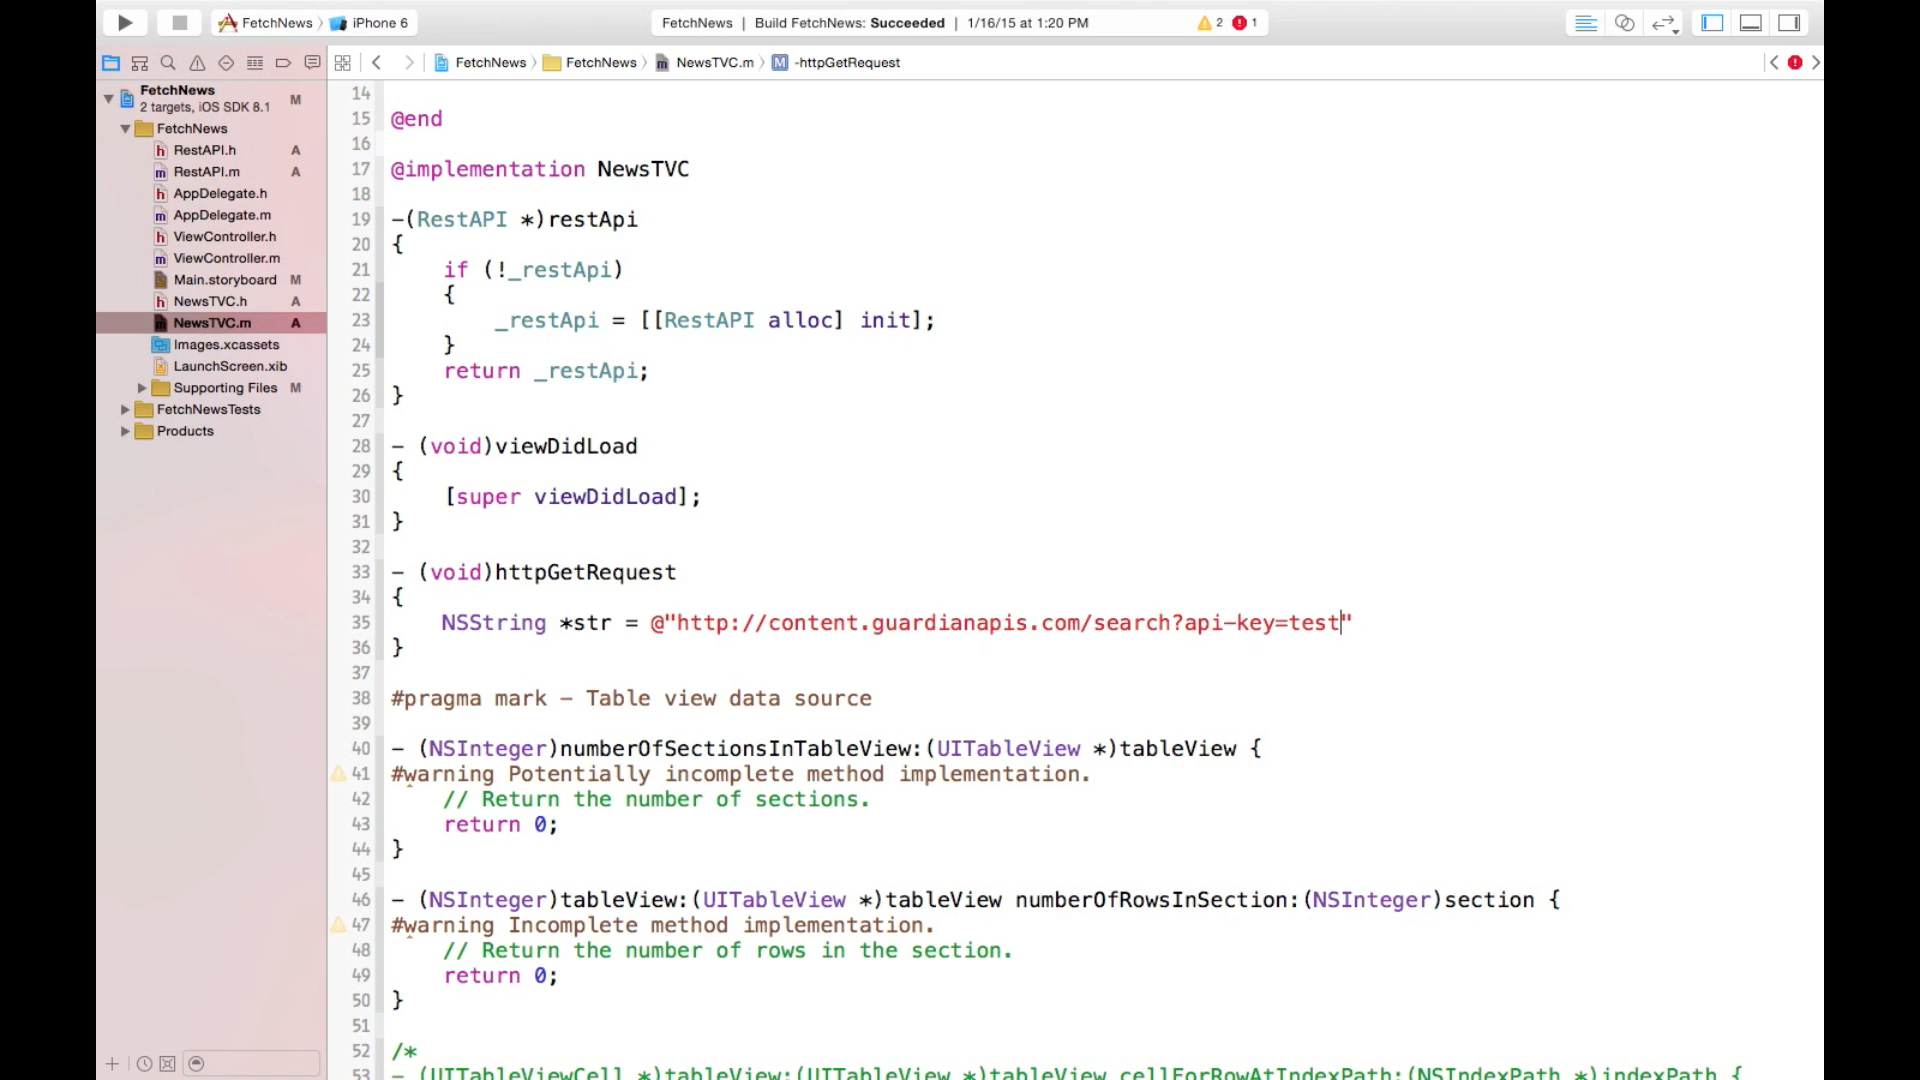 FetchNews 〉 iPhone 6
FetchNews | Build FetchNews: Succeeded | 1/16/15 at 1:20 PM
2 1
FetchNews 〉 FetchNews 〉 NewsTVC.m 〉 M -httpGetRequest
FetchNews
2 targets, iOS SDK 8.1 M
FetchNews
h RestAPI.h A
m RestAPI.m A
h AppDelegate.h
m AppDelegate.m
h ViewController.h
m ViewController.m
Main.storyboard M
h NewsTVC.h A
m NewsTVC.m A
Images.xcassets
LaunchScreen.xib
Supporting Files M
FetchNewsTests
Products
14
15 @end
16
17 @implementation NewsTVC
18
19 -(RestAPI *)restApi
20 {
21 if (!_restApi)
22 {
23 _restApi = [[RestAPI alloc] init];
24 }
25 return _restApi;
26 }
27
28 - (void)viewDidLoad
29 {
30 [super viewDidLoad];
31 }
32
33 - (void)httpGetRequest
34 {
35 NSString *str = @"http://content.guardianapis.com/search?api-key=test"
36 }
37
38 #pragma mark - Table view data source
39
40 - (NSInteger)numberOfSectionsInTableView:(UITableView *)tableView {
41 #warning Potentially incomplete method implementation.
42 // Return the number of sections.
43 return 0;
44 }
45
46 - (NSInteger)tableView:(UITableView *)tableView numberOfRowsInSection:(NSInteger)section {
47 #warning Incomplete method implementation.
48 // Return the number of rows in the section.
49 return 0;
50 }
51
52 /*
53 - (UITableViewCell *)tableView:(UITableView *)tableView cellForRowAtIndexPath:(NSIndexPath *)indexPath {